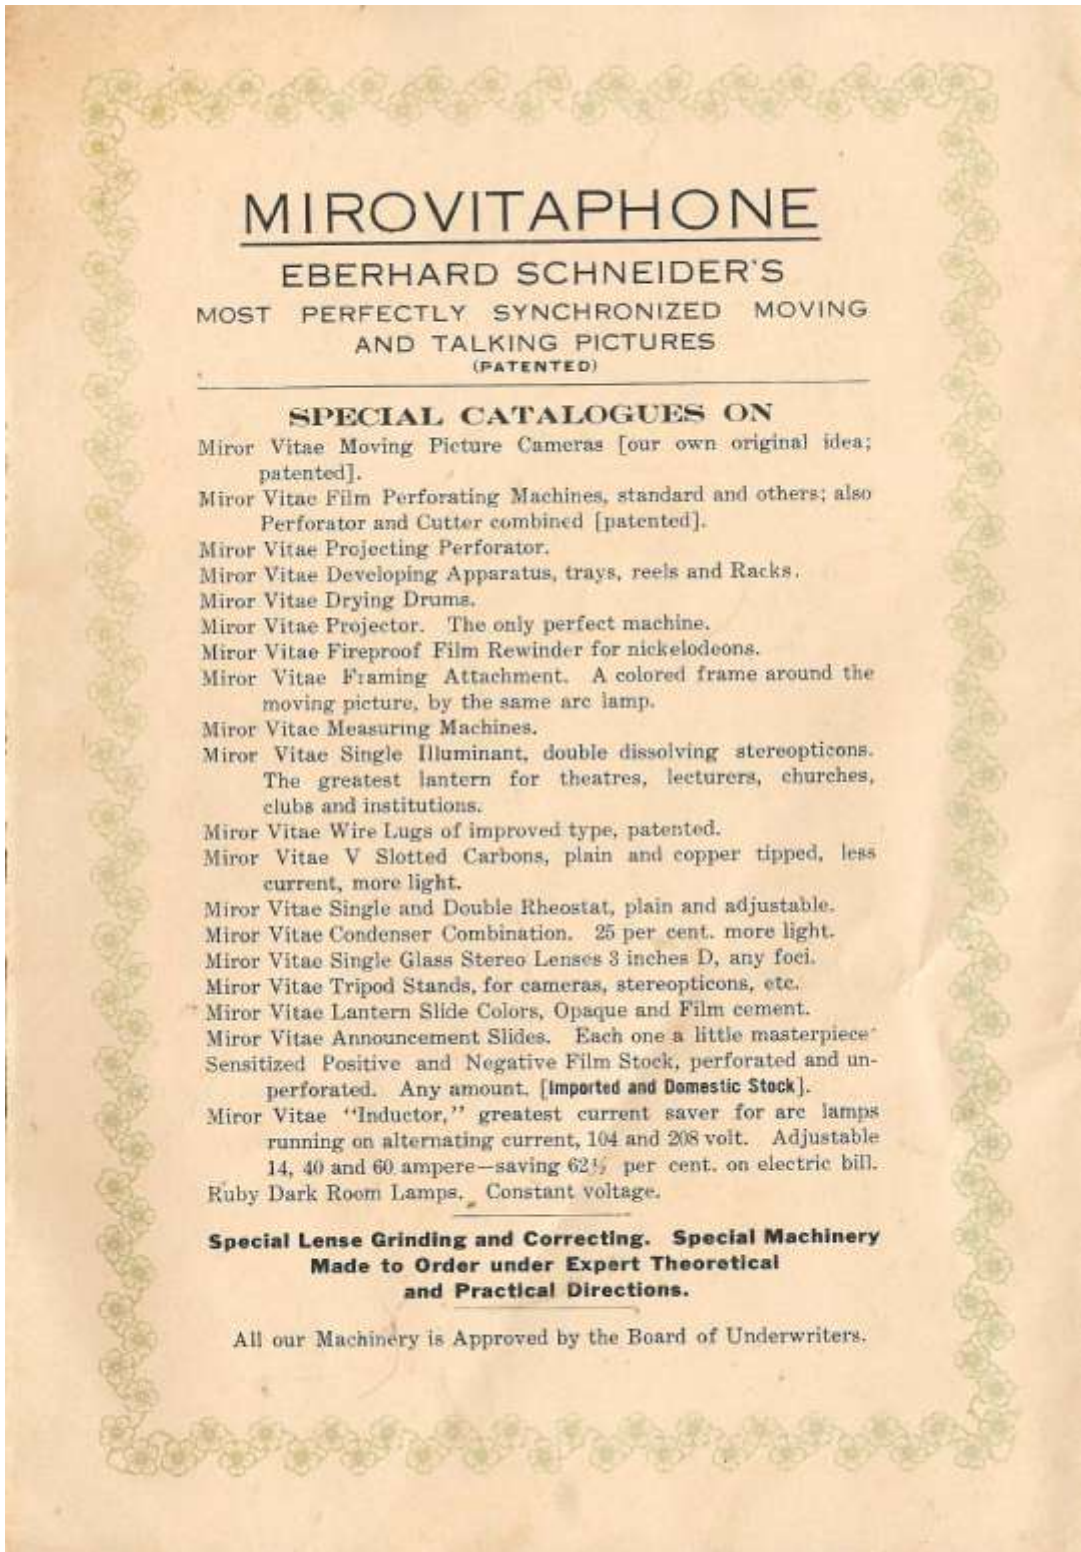 MIROVITAPHONE
EBERHARD SCHNEIDER'S
MOST PERFECTLY SYNCHRONIZED MOVING
AND TALKING PICTURES
(PATENTED)
SPECIAL CATALOGUES ON
Miror Vitae Moving Picture Cameras [our own original idea;
patented].
Miror Vitae Film Perforating Machines, standard and others; also
Perforator and Cutter combined [patented].
Miror Vitae Projecting Perforator.
Miror Vitae Developing Apparatus, trays, reels and Racks.
Miror Vitae Drying Drums.
Miror Vitae Projector. The only perfect machine.
Miror Vitae Fireproof Film Rewinder for nickelodeons.
Miror Vitae Framing Attachment. A colored frame around the
moving picture, by the same arc lamp.
Miror Vitae Measuring Machines.
Miror Vitae Single Illuminant, double dissolving stereopticons.
The greatest lantern for theatres, lecturers, churches,
clubs and institutions.
Miror Vitae Wire Lugs of improved type, patented.
Miror Vitae V Slotted Carbons, plain and copper tipped, less
current, more light.
Miror Vitae Single and Double Rheostat, plain and adjustable.
Miror Vitae Condenser Combination. 25 per cent. more light.
Miror Vitae Single Glass Stereo Lenses 3 inches D, any foci.
Miror Vitae Tripod Stands, for cameras, stereopticons, etc.
Miror Vitae Lantern Slide Colors, Opaque and Film cement.
Miror Vitae Announcement Slides. Each one a little masterpiece
Sensitized Positive and Negative Film Stock, perforated and un-
perforated. Any amount. [Imported and Domestic Stock].
Miror Vitae "Inductor," greatest current saver for arc lamps
running on alternating current, 104 and 208 volt. Adjustable
14, 40 and 60 ampere—saving 62½ per cent. on electric bill.
Ruby Dark Room Lamps. Constant voltage.
Special Lense Grinding and Correcting. Special Machinery
Made to Order under Expert Theoretical
and Practical Directions.
All our Machinery is Approved by the Board of Underwriters.